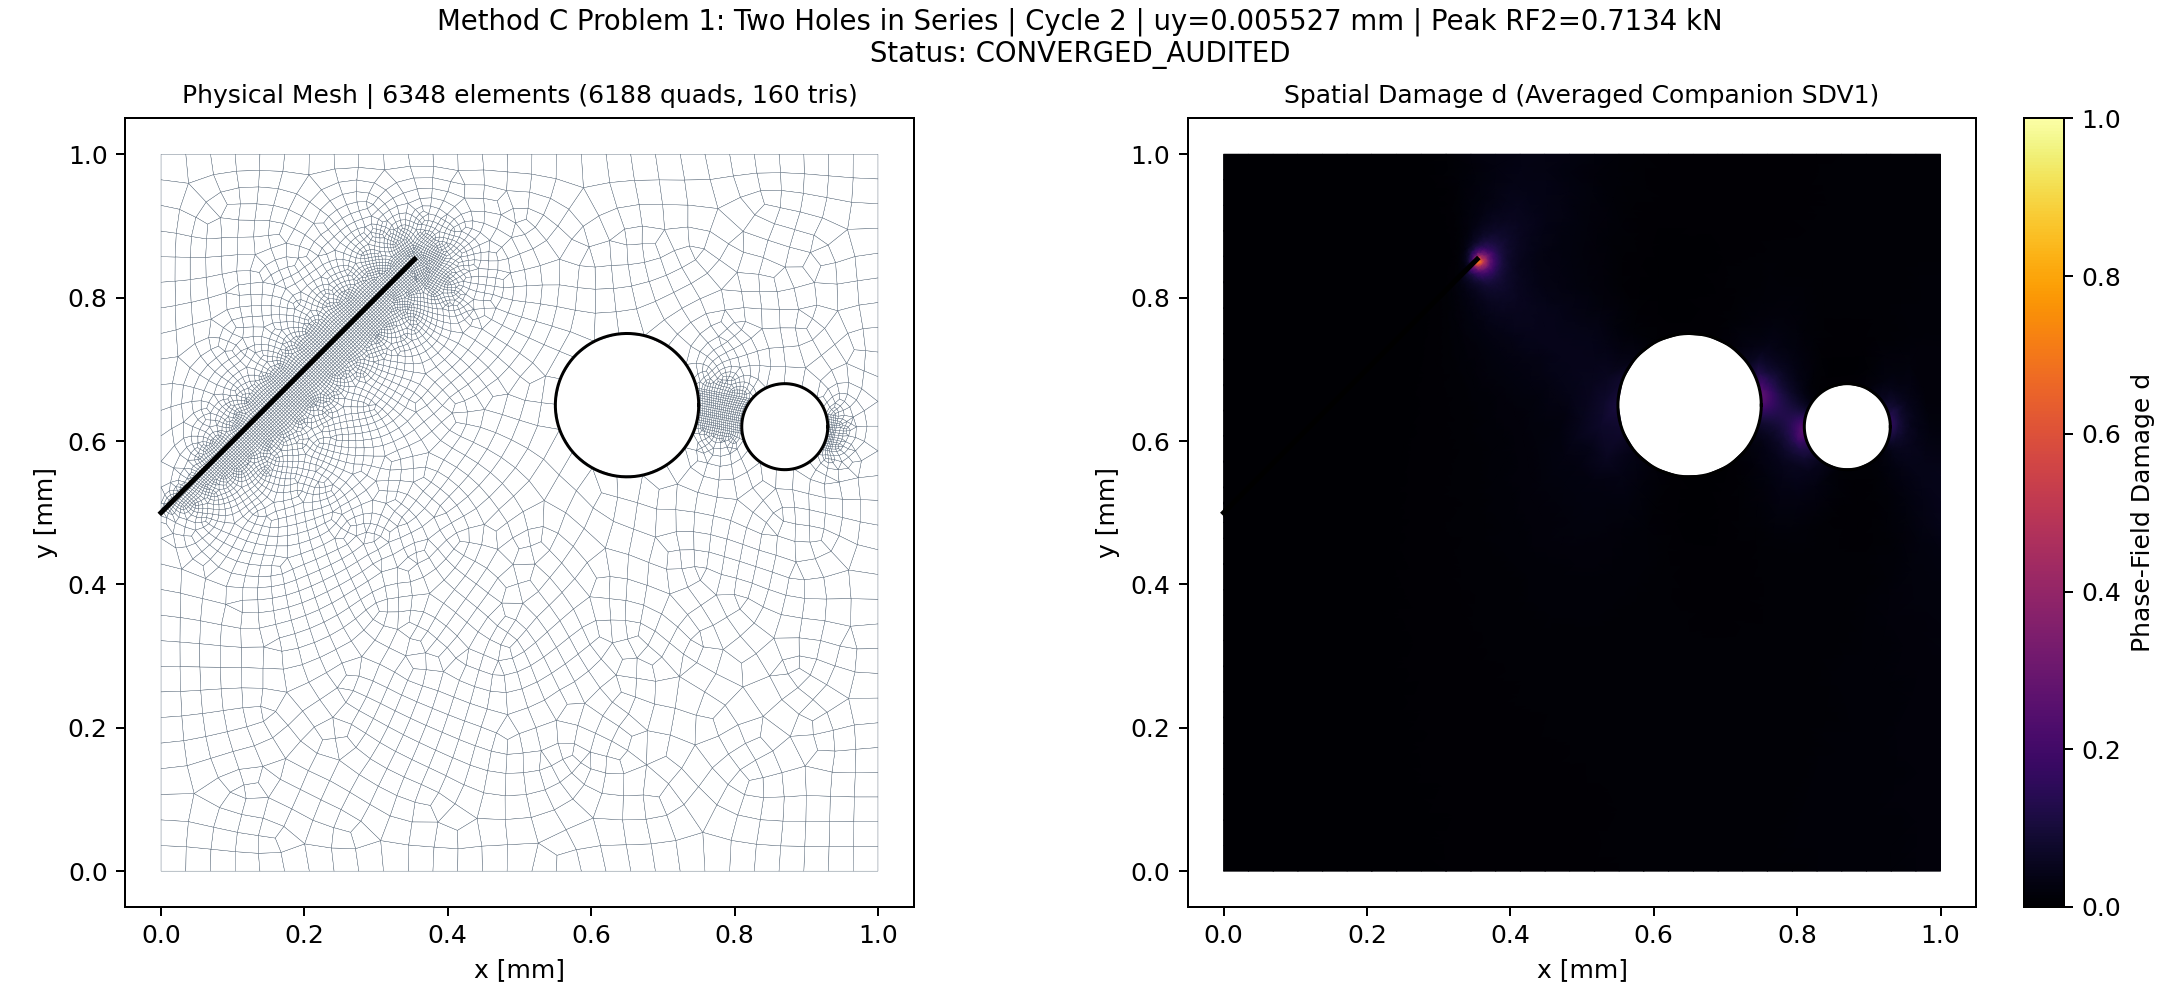 Method C Problem 1: Two Holes in Series | Cycle 2 | uy=0.005527 mm | Peak RF2=0.7134 kN
Status: CONVERGED_AUDITED
Physical Mesh | 6348 elements (6188 quads, 160 tris)
y [mm]
1.0
0.8
0.6
0.4
0.2
0.0
0.0 0.2 0.4 0.6 0.8 1.0
x [mm]
Spatial Damage d (Averaged Companion SDV1)
y [mm]
1.0
0.8
0.6
0.4
0.2
0.0
0.0 0.2 0.4 0.6 0.8 1.0
x [mm]
1.0
0.8
0.6
0.4
0.2
0.0
Phase-Field Damage d